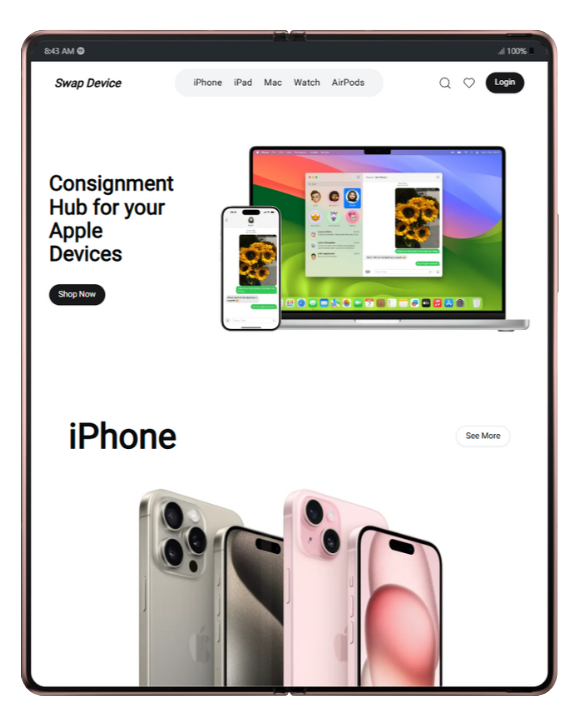 8:43 AM
100%
Swap Device
iPhone iPad Mac Watch AirPods
Login
Consignment
Hub for your
Apple
Devices
Shop Now
iPhone
See More